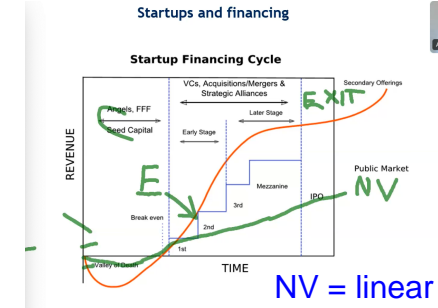 Startups and financing
Startup Financing Cycle
VCs, Acquisitions/Mergers &
Strategic Alliances
Secondary Offerings
EXIT
Angels, FFF
Later Stage
Seed Capital
Early Stage
REVENUE
E
Public Market
NV
Mezzanine
IPO
3rd
Break even
2nd
1st
Valley of Death
TIME
NV = linear